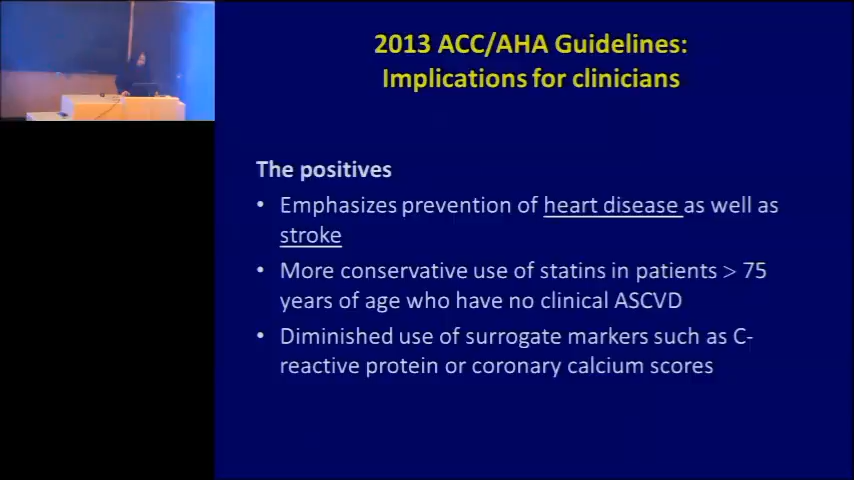 2013 ACC/AHA Guidelines:
Implications for clinicians
The positives
• Emphasizes prevention of heart disease as well as
stroke
• More conservative use of statins in patients > 75
years of age who have no clinical ASCVD
• Diminished use of surrogate markers such as C-
reactive protein or coronary calcium scores